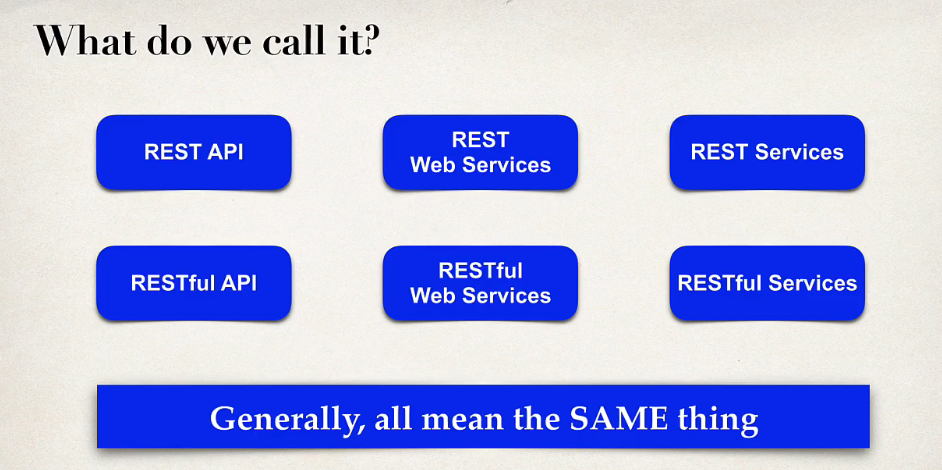 What do we call it?
REST API
REST
Web Services
REST Services
RESTful API
RESTful
Web Services
RESTful Services
Generally, all mean the SAME thing